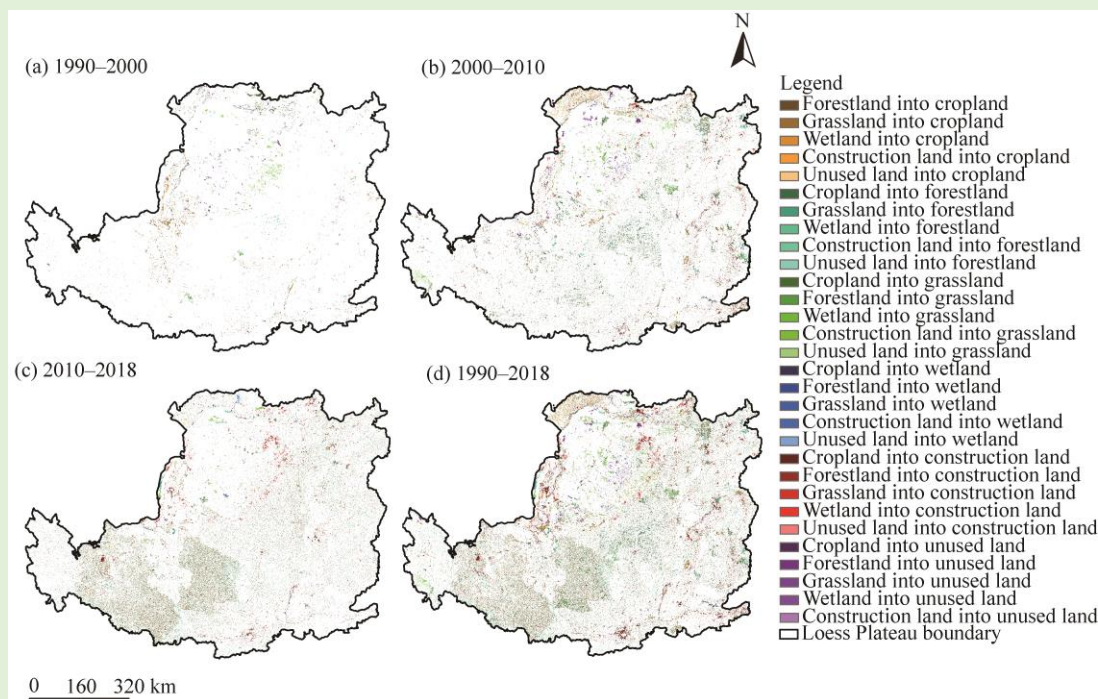 N
(a) 1990–2000
(b) 2000–2010
Legend
Forestland into cropland
Grassland into cropland
Wetland into cropland
Construction land into cropland
Unused land into cropland
Cropland into forestland
Grassland into forestland
Wetland into forestland
Construction land into forestland
Unused land into forestland
Cropland into grassland
Forestland into grassland
Wetland into grassland
Construction land into grassland
Unused land into grassland
Cropland into wetland
Forestland into wetland
Grassland into wetland
Construction land into wetland
Unused land into wetland
Cropland into construction land
Forestland into construction land
Grassland into construction land
Wetland into construction land
Unused land into construction land
Cropland into unused land
Forestland into unused land
Grassland into unused land
Wetland into unused land
Construction land into unused land
Loess Plateau boundary
(c) 2010–2018
(d) 1990–2018
0 160 320 km